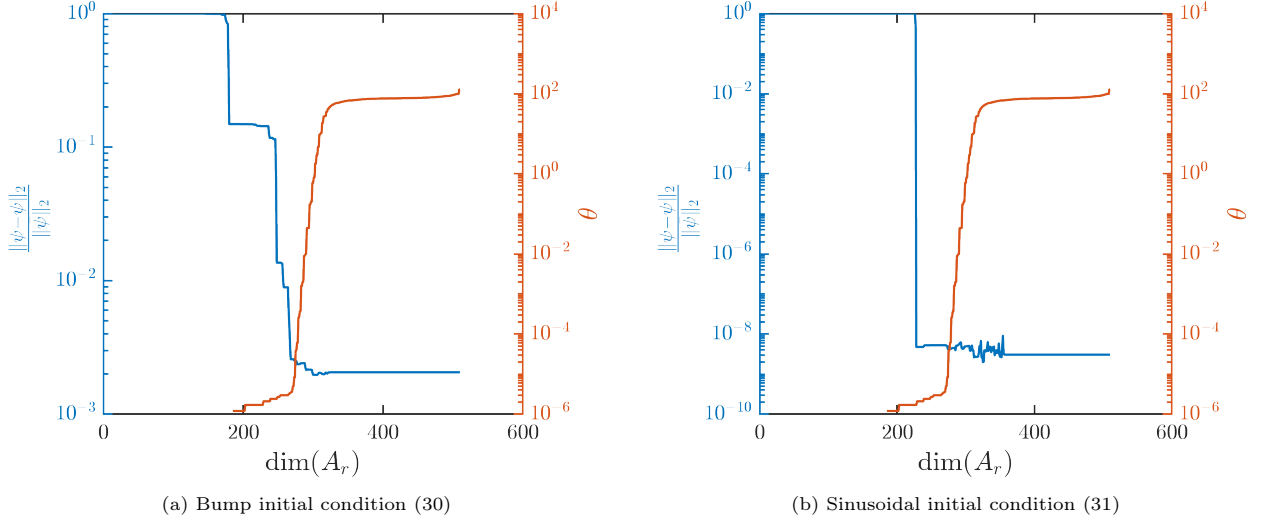 10^0
10^{-1}
10^{-2}
10^{-3}
||ψ−ψ||_2
||ψ||_2
10^4
10^2
10^0
10^{-2}
10^{-4}
10^{-6}
θ
0 200 400 600
dim(A_r)
(a) Bump initial condition (30)
10^0
10^{-2}
10^{-4}
10^{-6}
10^{-8}
10^{-10}
||ψ−ψ||_2
||ψ||_2
10^4
10^2
10^0
10^{-2}
10^{-4}
10^{-6}
θ
0 200 400 600
dim(A_r)
(b) Sinusoidal initial condition (31)